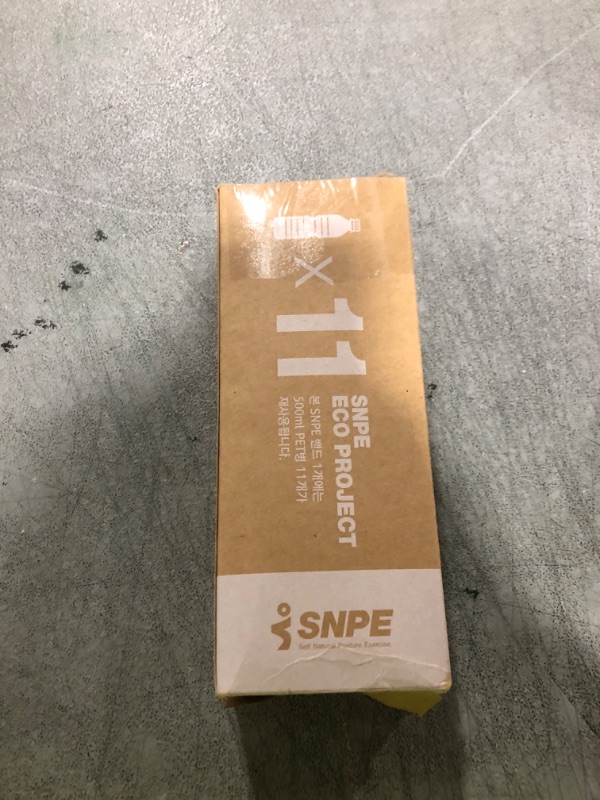 X 11
SNPE
ECO PROJECT
본 SNPE 밴드 1개에는
500ml PET병 11개가
재사용됩니다.
SNPE
Self Natural Posture Exercise